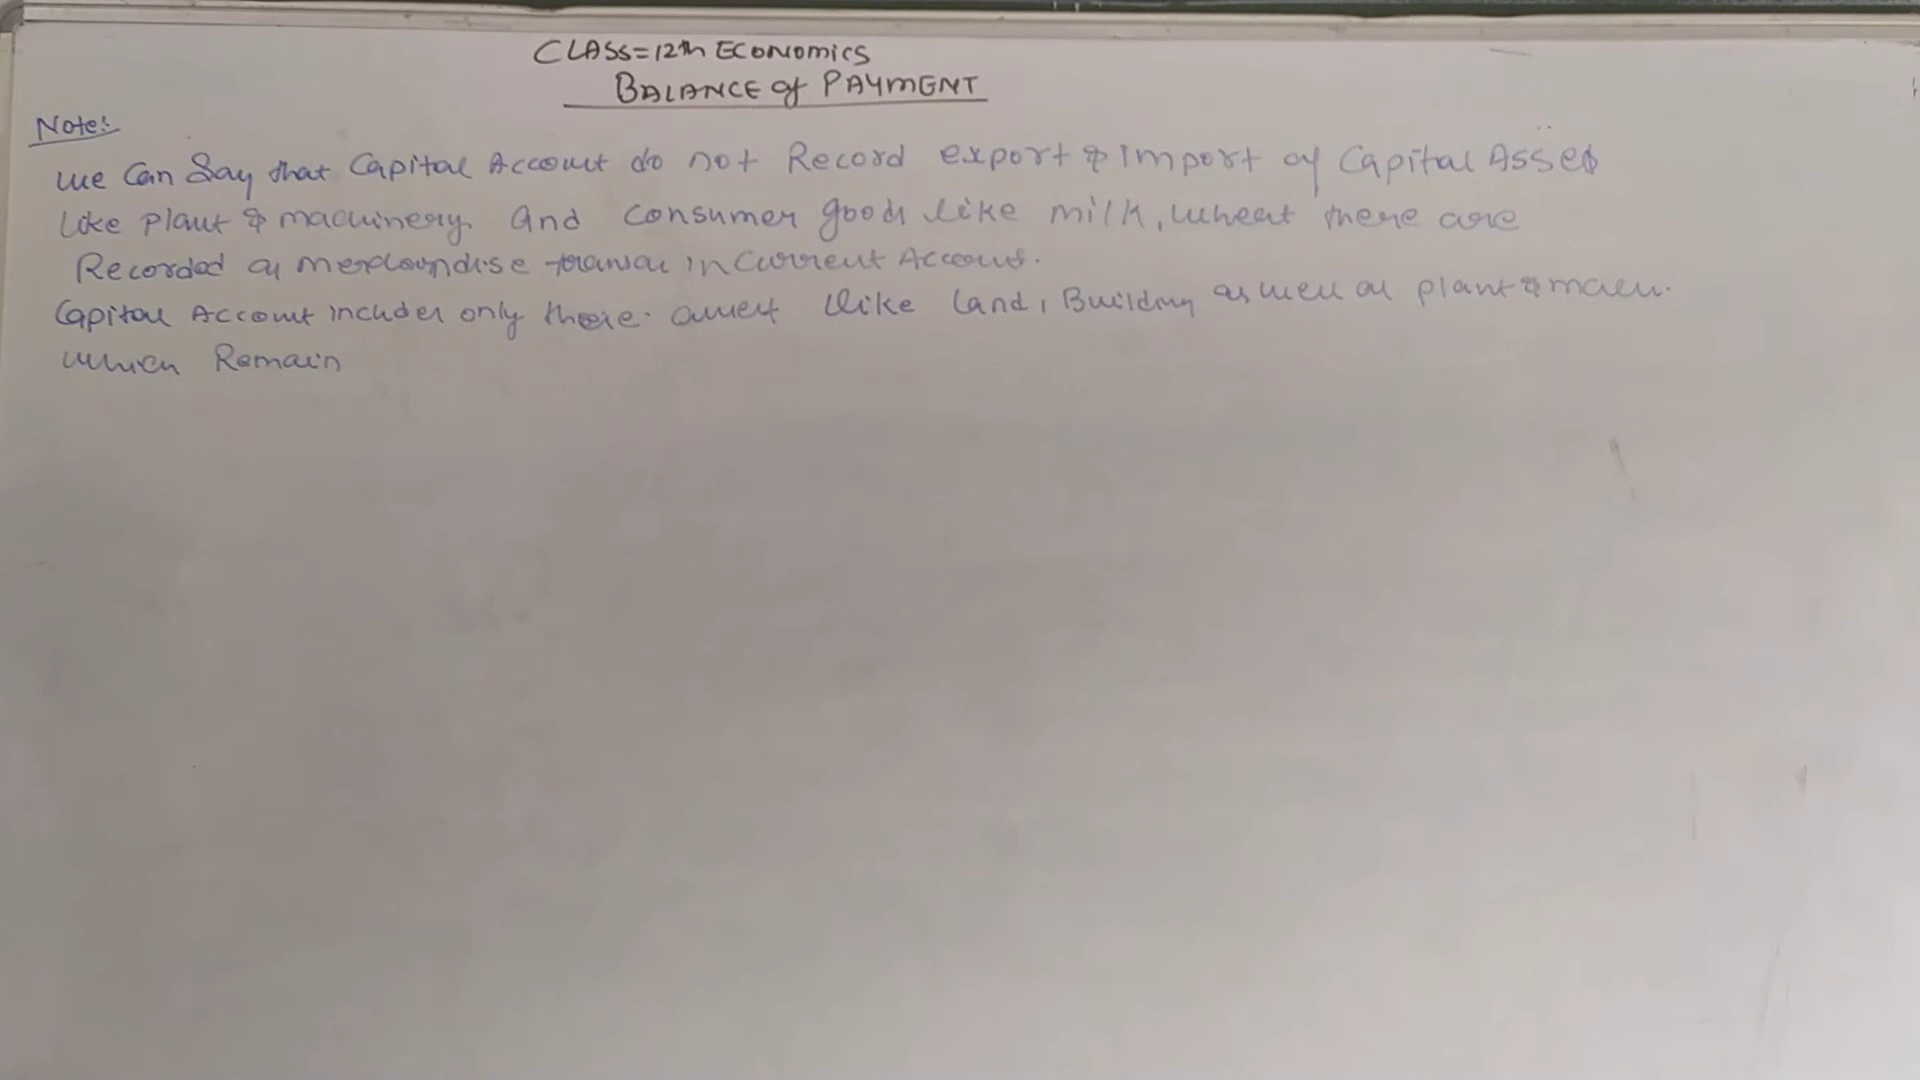 CLASS=12th ECONOMICS
BALANCE of PAYMENT
Note:-
We Can Say that Capital Account do not Record export & Import of Capital Assets
Like plant & machinery and consumer goods like milk, wheat there are
Recorded as merchandise in Current Account.
Capital Account includes only those asset like land, Building as well as plant & mach.
which Remain